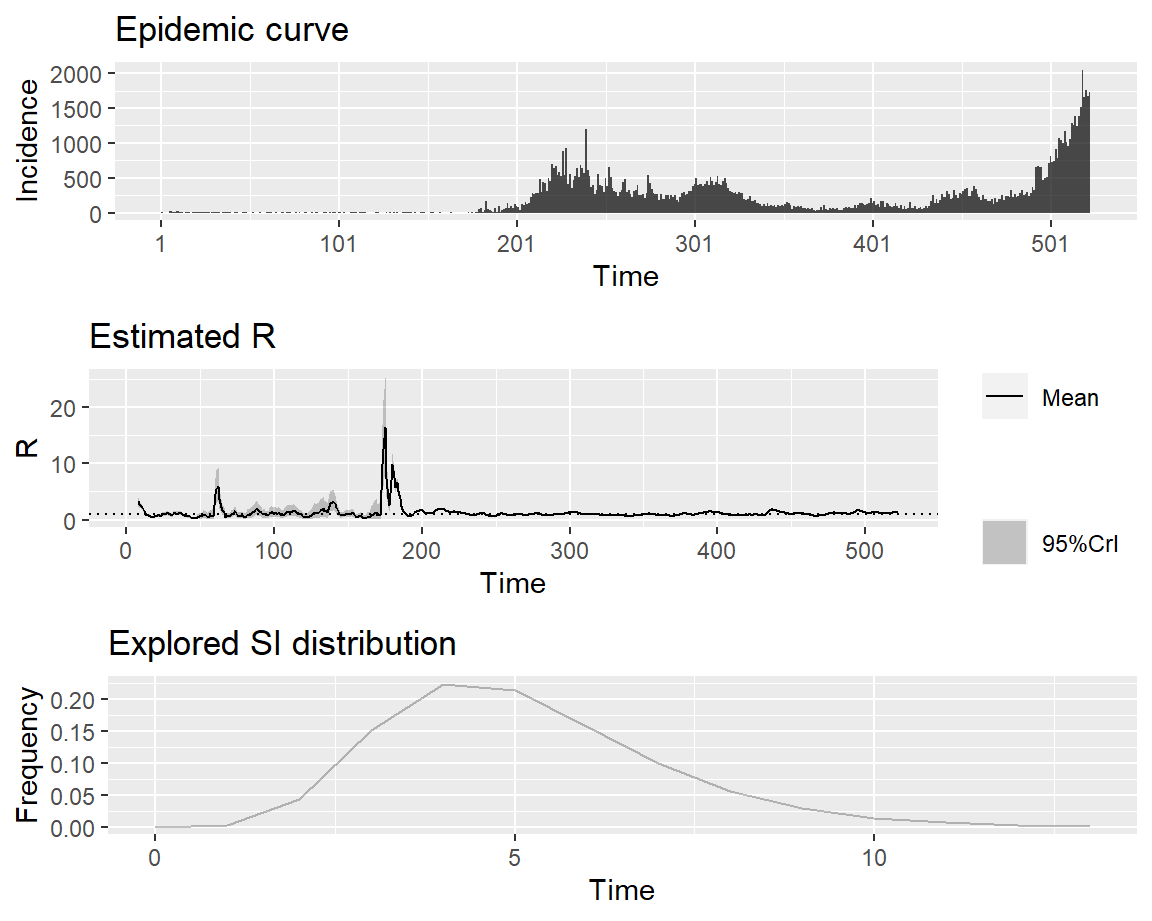 Epidemic curve
Incidence
2000
1500
1000
500
0
1 101 201 301 401 501
Time
Estimated R
R
20
10
0
0 100 200 300 400 500
Time
Mean
95%CrI
Explored SI distribution
Frequency
0.20
0.15
0.10
0.05
0.00
0 5 10
Time